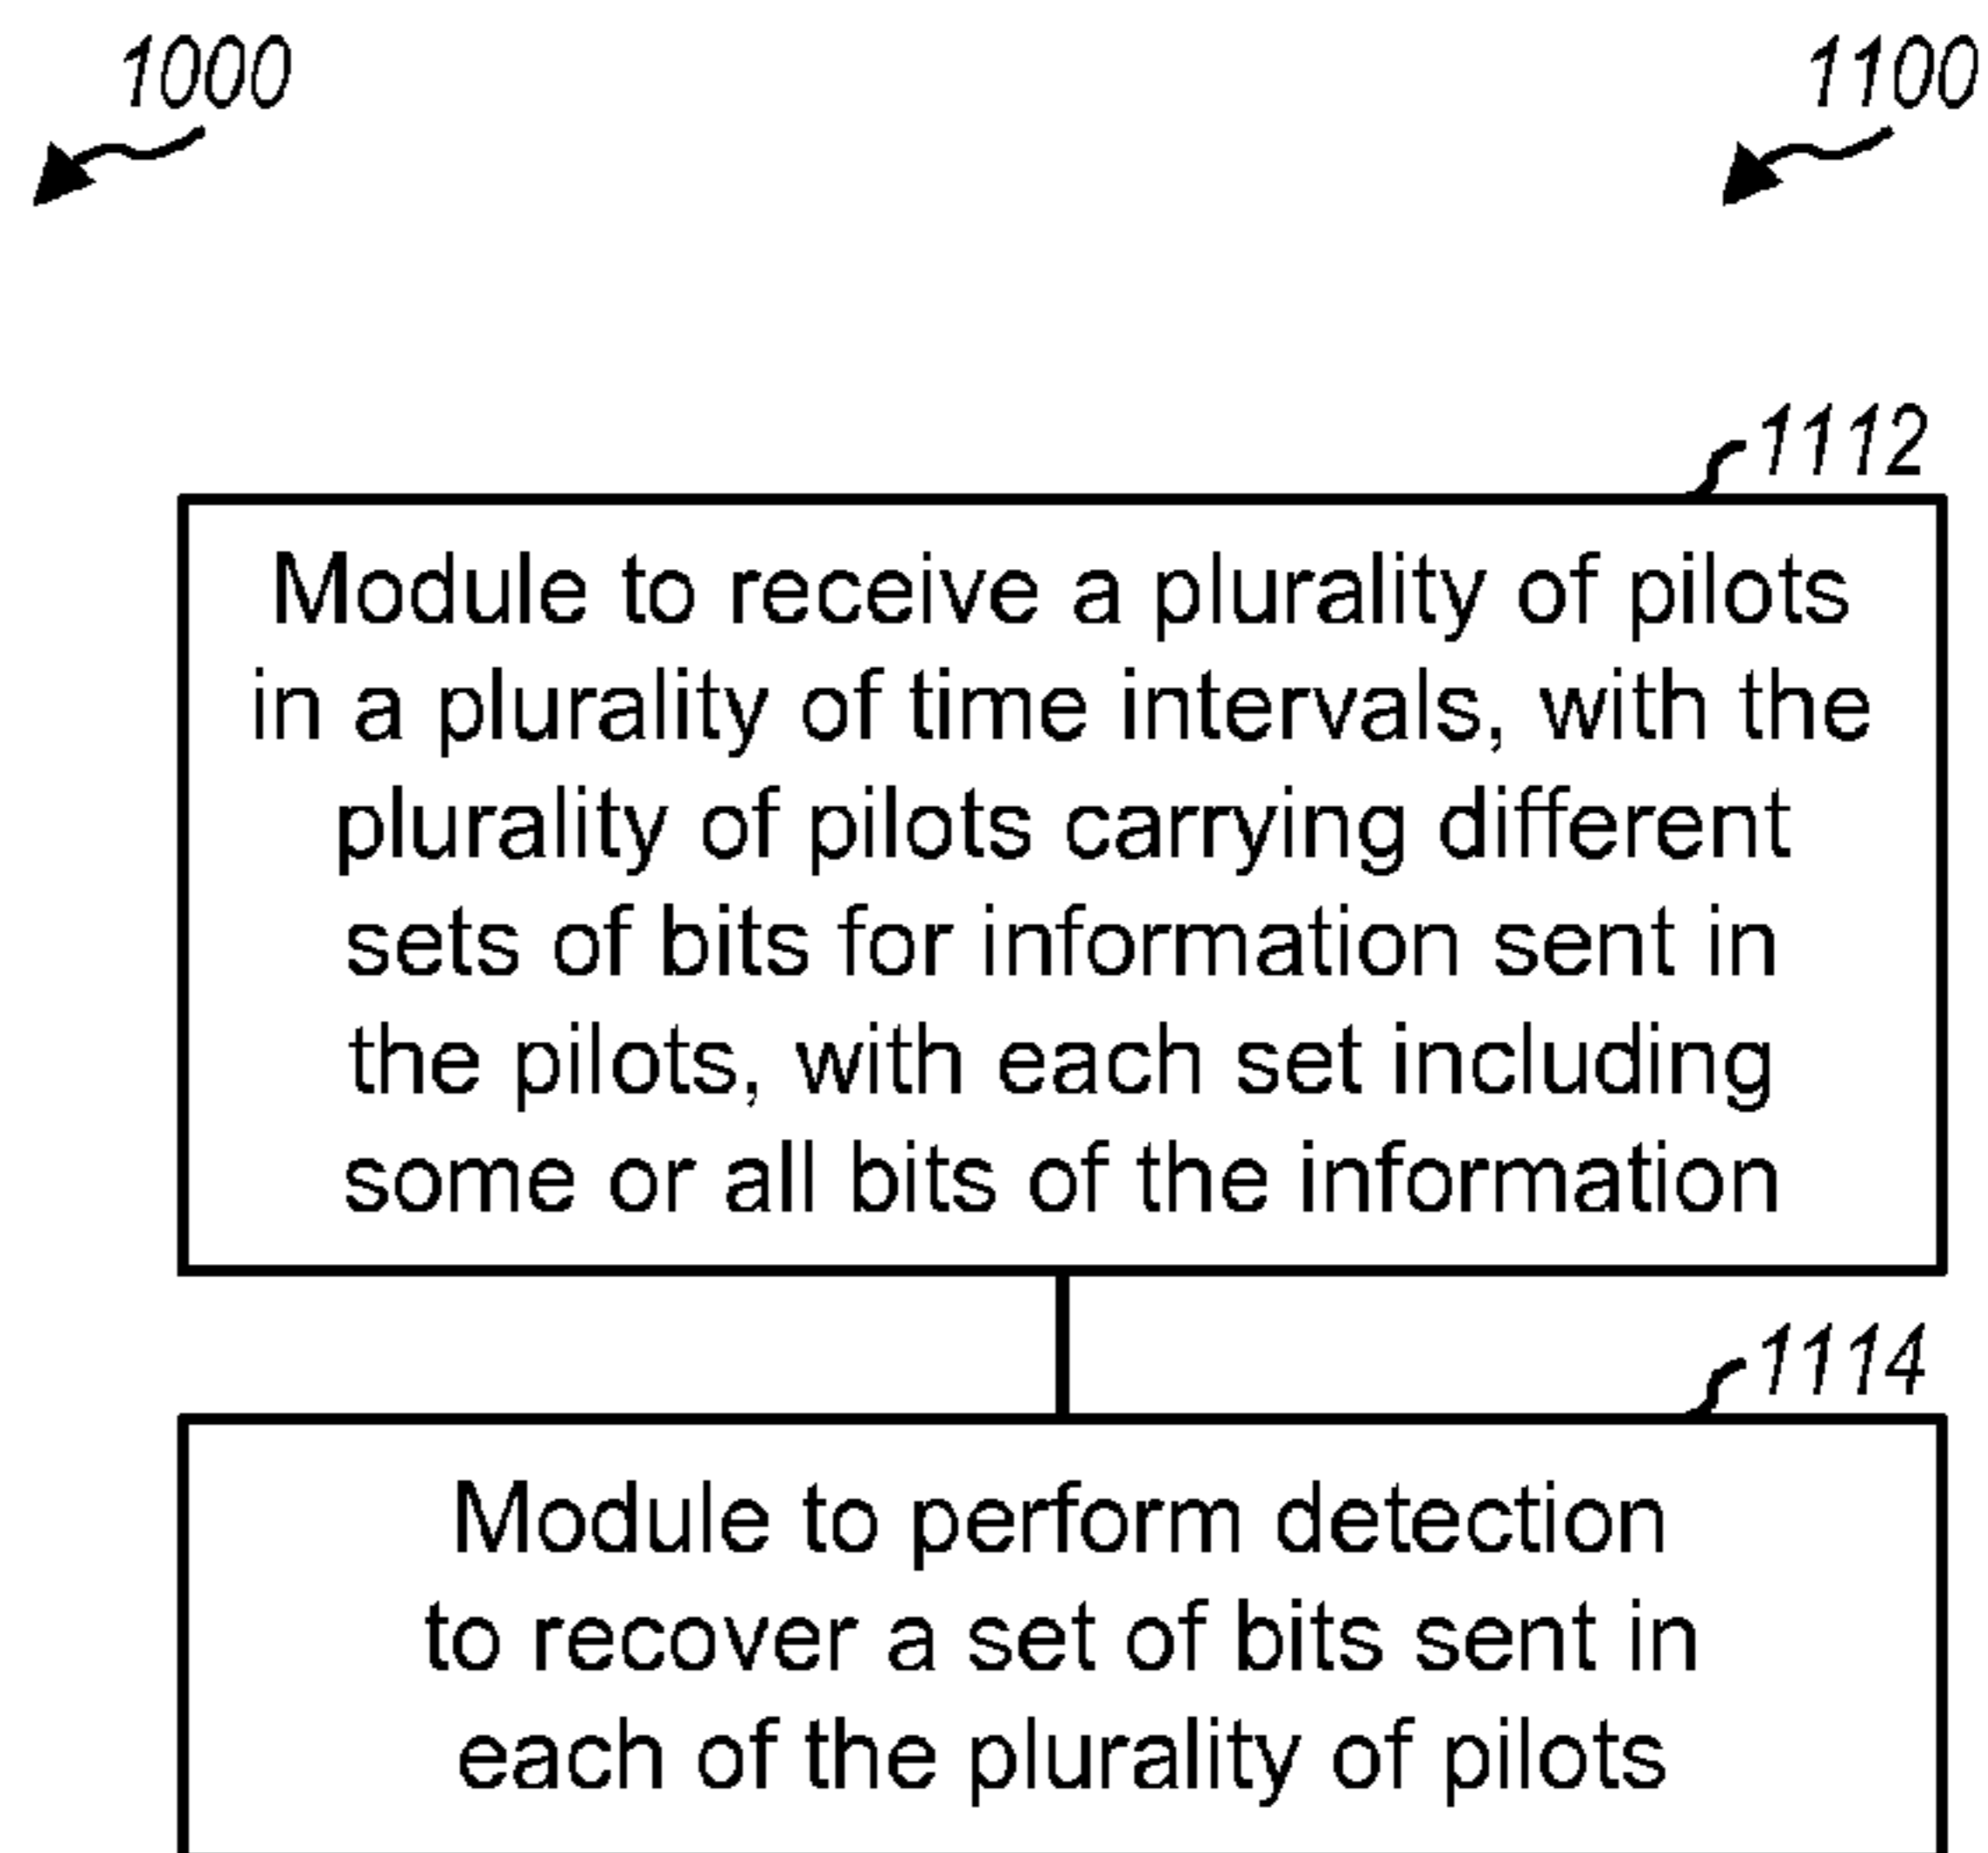 1000
1100
1112
Module to receive a plurality of pilots
in a plurality of time intervals, with the
plurality of pilots carrying different
sets of bits for information sent in
the pilots, with each set including
some or all bits of the information
1114
Module to perform detection
to recover a set of bits sent in
each of the plurality of pilots